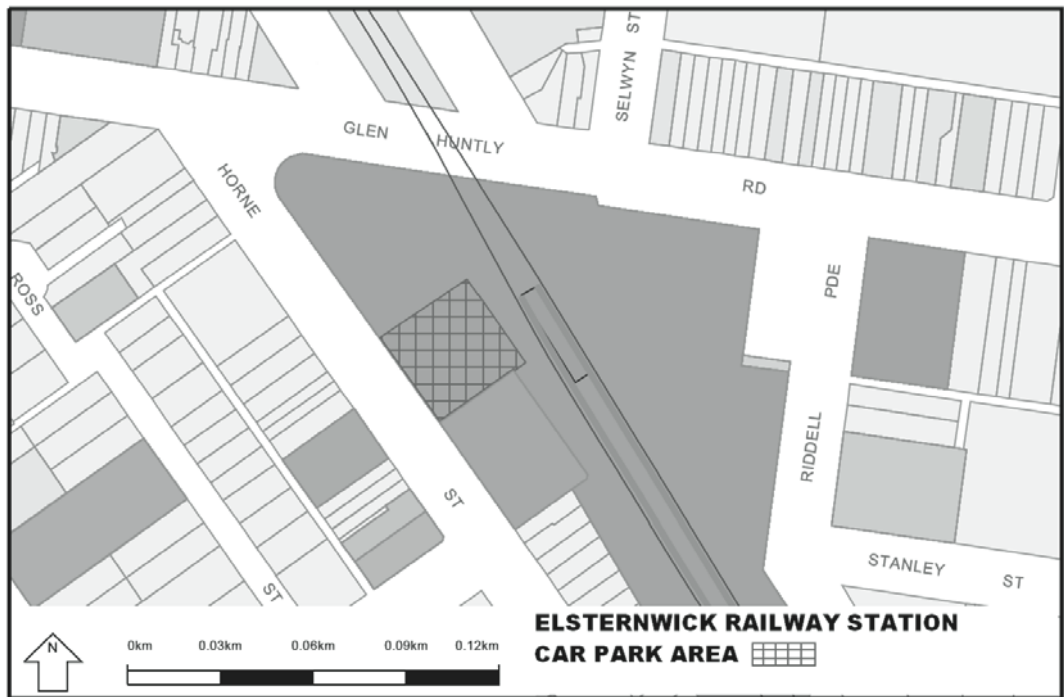 SELWYN ST
GLEN HUNTLY RD
HORNE ST
ROSS ST
RIDDELL PDE
STANLEY ST
N
0km 0.03km 0.06km 0.09km 0.12km
ELSTERNWICK RAILWAY STATION
CAR PARK AREA